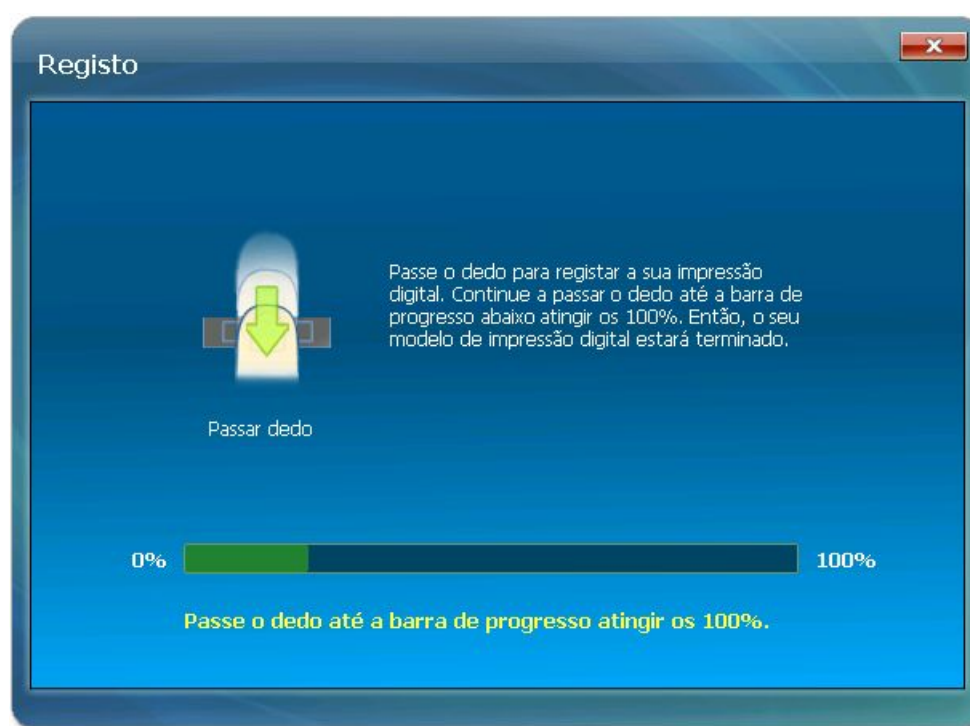 Registo
Passe o dedo para registar a sua impressão
digital. Continue a passar o dedo até a barra de
progresso abaixo atingir os 100%. Então, o seu
modelo de impressão digital estará terminado.
Passar dedo
0%
100%
Passe o dedo até a barra de progresso atingir os 100%.